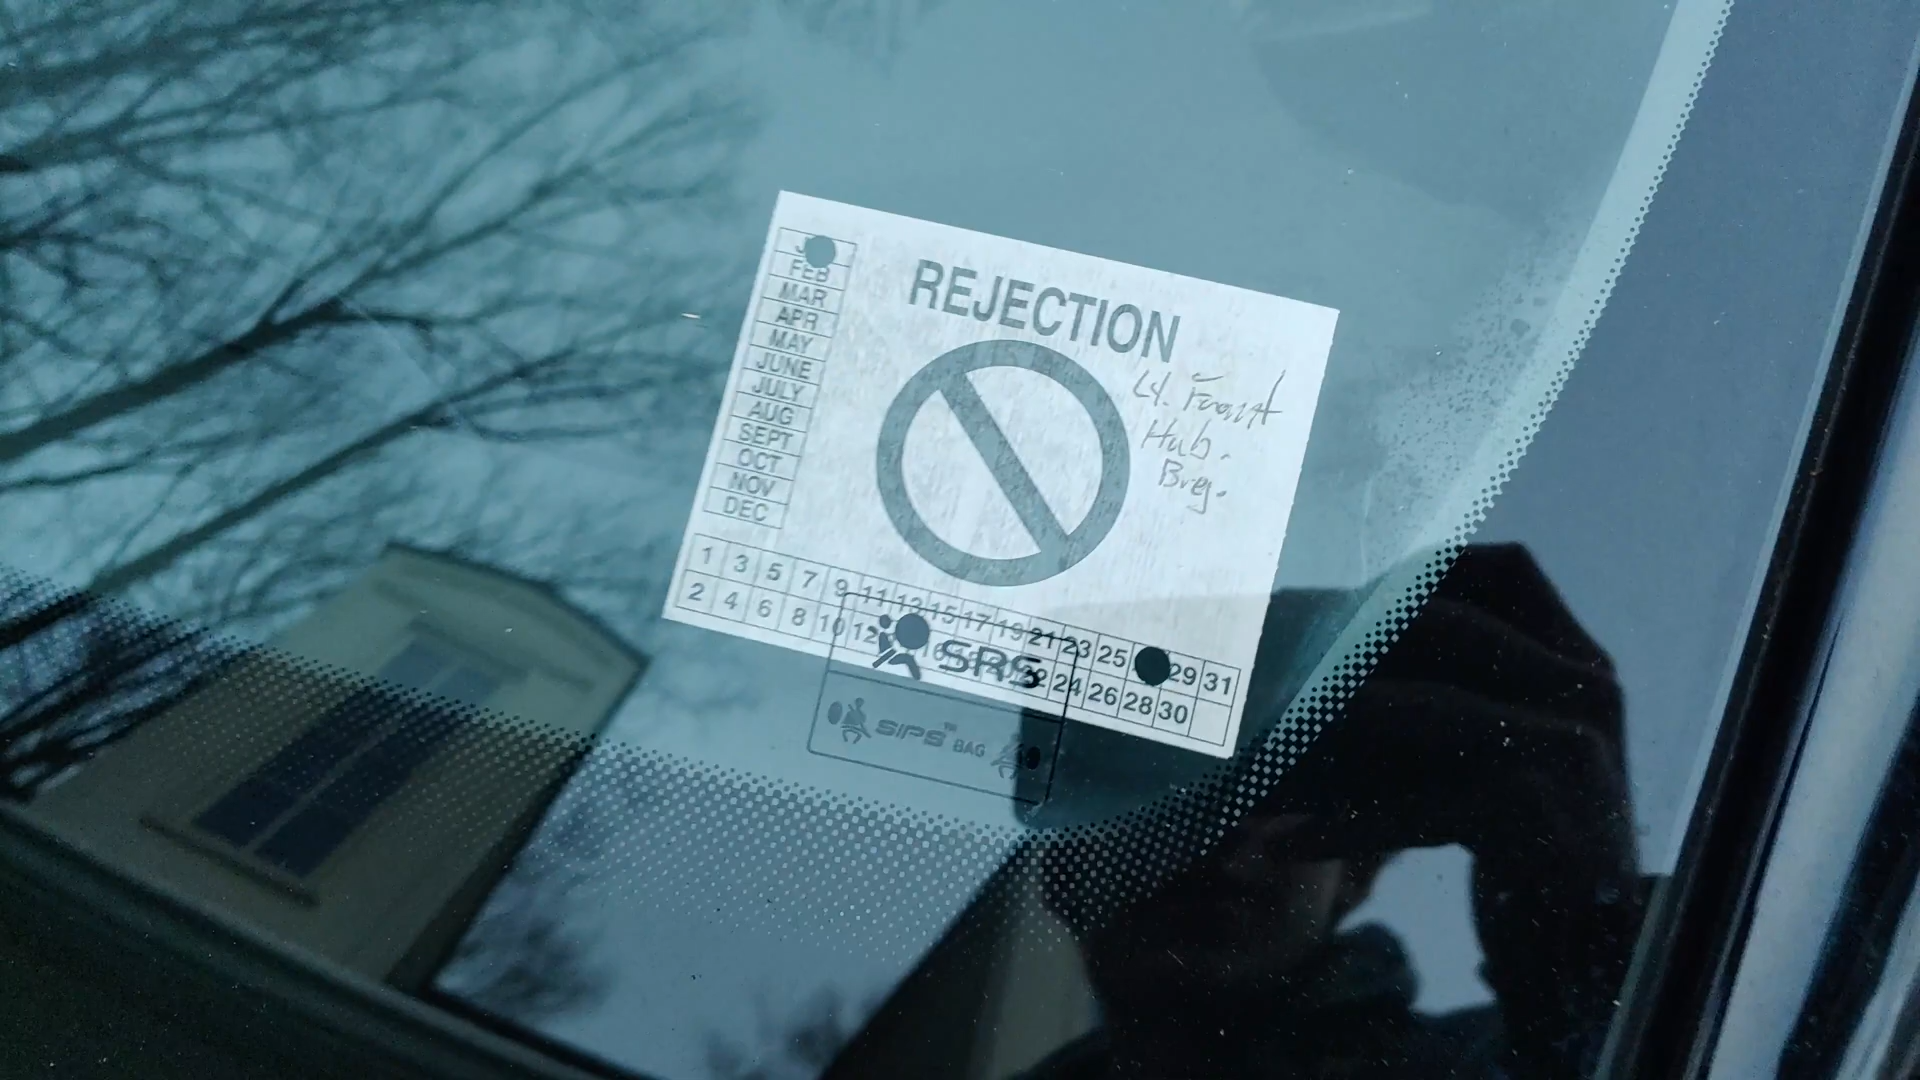 REJECTION
FEB
MAR
APR
MAY
JUNE
JULY
AUG
SEPT
OCT
NOV
DEC
Front
Hub.
1 3 5 7 9 11 13 15 17 19 21 23 25 29 31
2 4 6 8 10 12 22 24 26 28 30
SRS
SIPS BAG